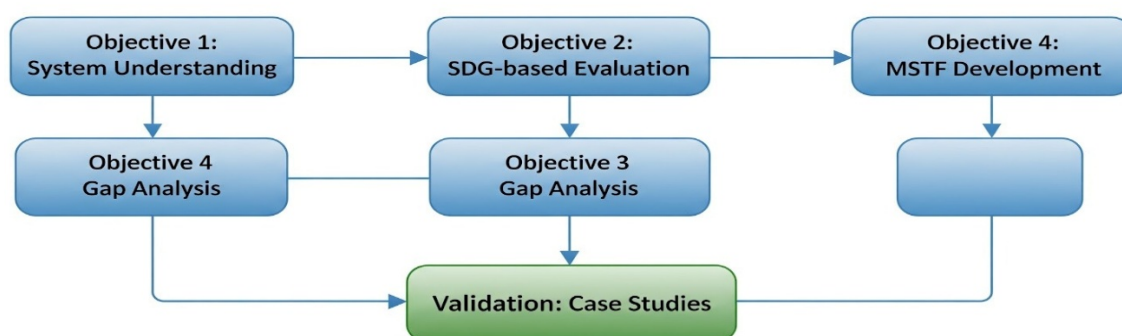 Objective 1:
System Understanding
Objective 2:
SDG-based Evaluation
Objective 4:
MSTF Development
Objective 4
Gap Analysis
Objective 3
Gap Analysis
Validation: Case Studies